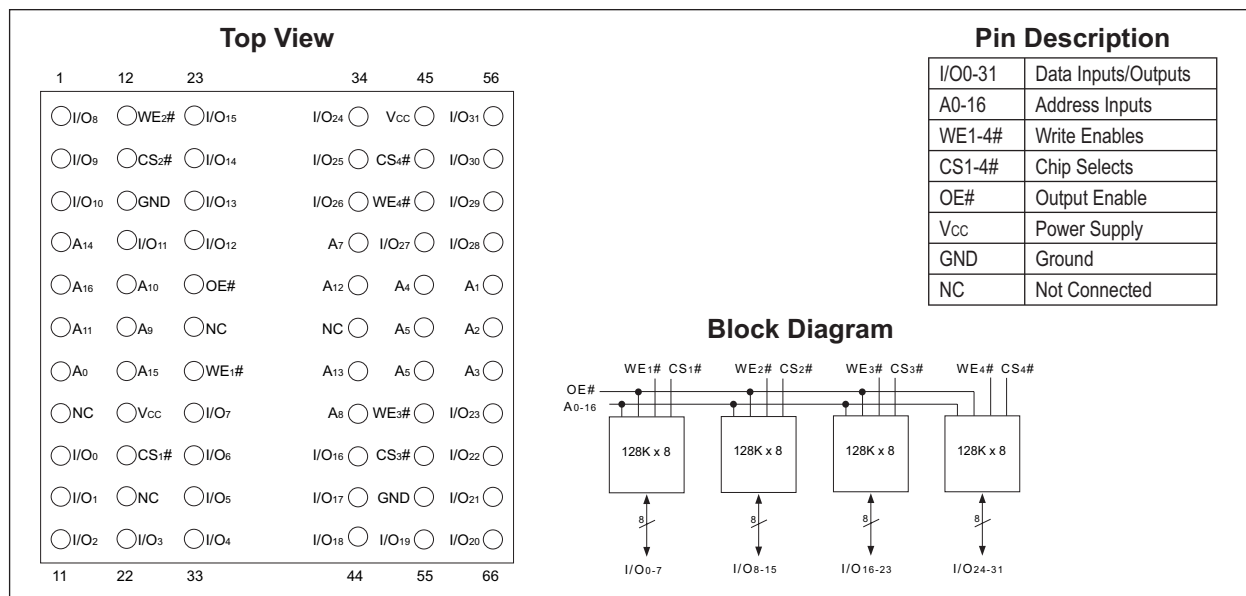 Top View
1 12 23 34 45 56
I/O8 WE2# I/O15 I/O24 VCC I/O31
I/O9 CS2# I/O14 I/O25 CS4# I/O30
I/O10 GND I/O13 I/O26 WE4# I/O29
A14 I/O11 I/O12 A7 I/O27 I/O28
A16 A10 OE# A12 A4 A1
A11 A9 NC NC A5 A2
A0 A15 WE1# A13 A5 A3
NC VCC I/O7 A8 WE3# I/O23
I/O0 CS1# I/O6 I/O16 CS3# I/O22
I/O1 NC I/O5 I/O17 GND I/O21
I/O2 I/O3 I/O4 I/O18 I/O19 I/O20
11 22 33 44 55 66
Pin Description
I/O0-31 Data Inputs/Outputs
A0-16 Address Inputs
WE1-4# Write Enables
CS1-4# Chip Selects
OE# Output Enable
VCC Power Supply
GND Ground
NC Not Connected
Block Diagram
WE1# CS1# WE2# CS2# WE3# CS3# WE4# CS4#
OE#
A0-16
128K x 8 128K x 8 128K x 8 128K x 8
8 8 8 8
I/O0-7 I/O8-15 I/O16-23 I/O24-31